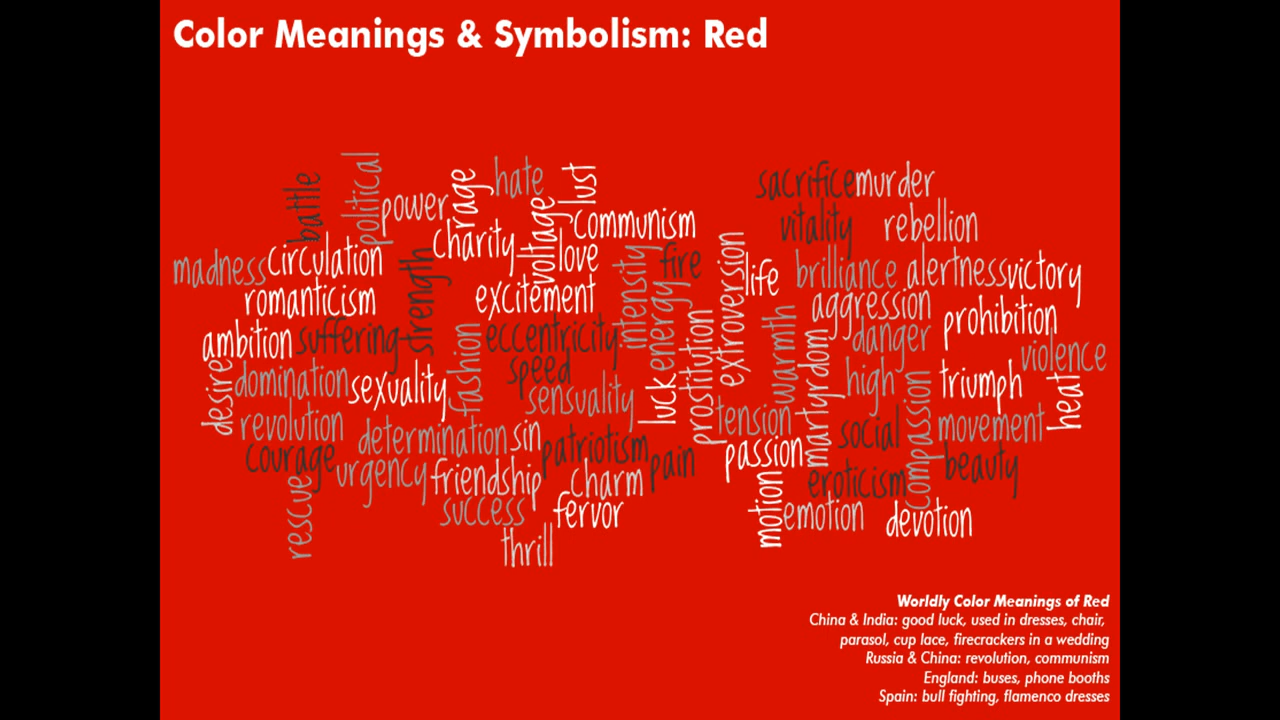 Color Meanings & Symbolism: Red
battle
political
power
rage
hate
lust
sacrifice
murder
madness
circulation
charity
voltage
communism
love
vitality
rebellion
romanticism
strength
excitement
intensity
fire
extroversion
life
brilliance
alertness
victory
ambition
suffering
fashion
eccentricity
energy
prostitution
warmth
aggression
danger
prohibition
violence
desire
domination
sexuality
speed
sensuality
luck
tension
martyrdom
high
compassion
triumph
heat
revolution
determination
sin
patriotism
pain
passion
social
movement
courage
urgency
friendship
charm
eroticism
beauty
rescue
success
fervor
motion
emotion
devotion
thrill
Worldly Color Meanings of Red
China & India: good luck, used in dresses, chair,
parasol, cup lace, firecrackers in a wedding
Russia & China: revolution, communism
England: buses, phone booths
Spain: bull fighting, flamenco dresses